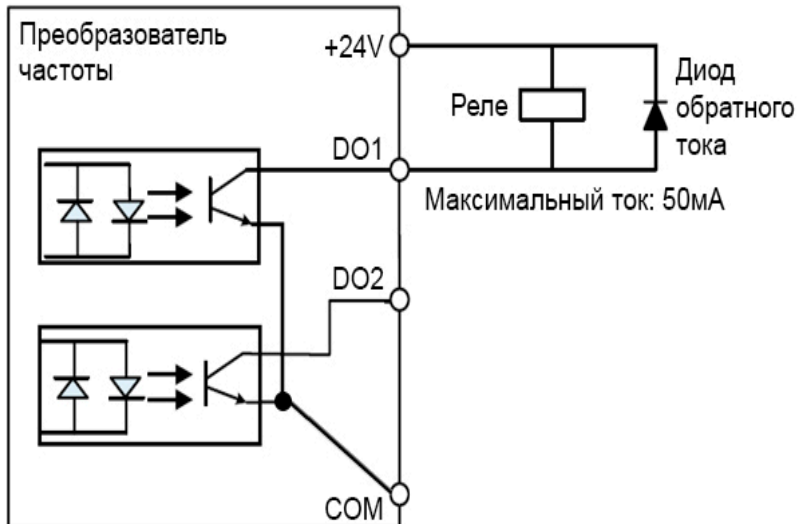 Преобразователь
частоты
+24V
Реле
Диод
обратного
тока
DO1
Максимальный ток: 50мА
DO2
COM